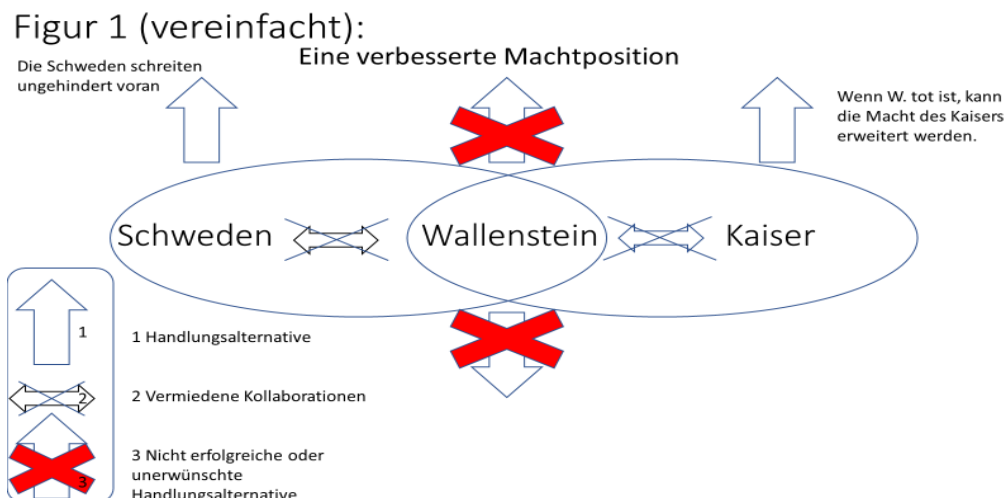 Figur 1 (vereinfacht):
Die Schweden schreiten
ungehindert voran
Eine verbesserte Machtposition
Wenn W. tot ist, kann
die Macht des Kaisers
erweitert werden.
Schweden
Wallenstein
Kaiser
1
1 Handlungsalternative
2
2 Vermiedene Kollaborationen
3
3 Nicht erfolgreiche oder
unerwünschte
Handlungsalternative